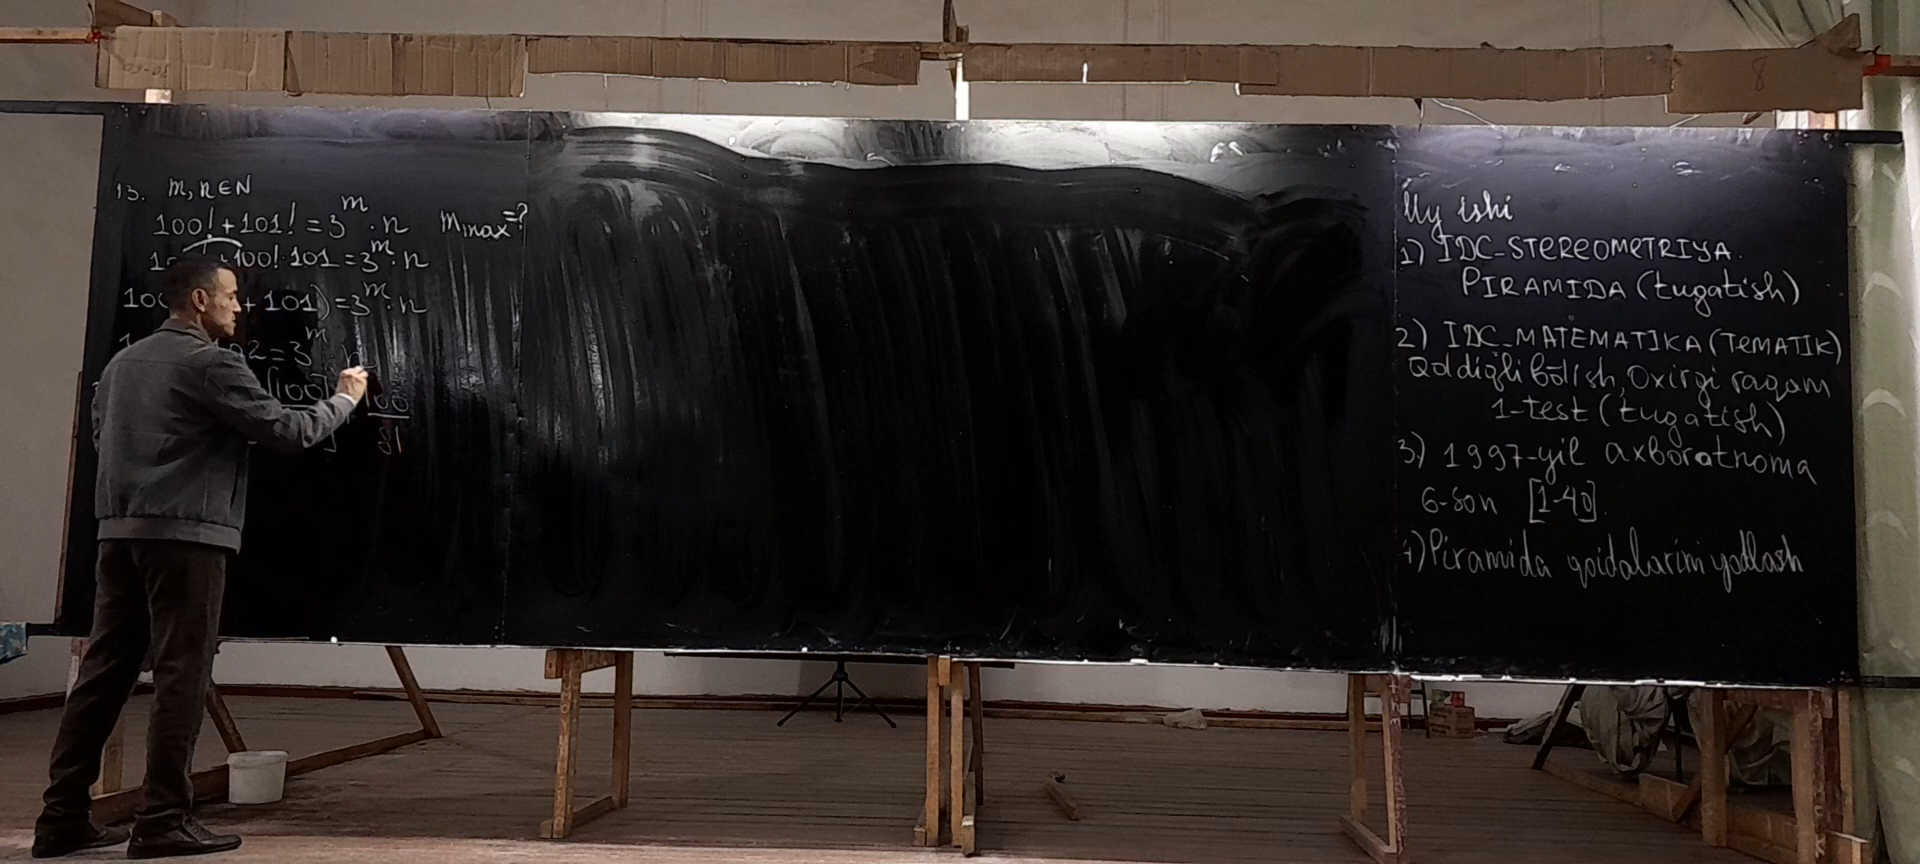 13. m, n ∈ N
100! + 101! = 3^m · n m_max = ?
+ 100! · 101 = 3^m · n
+ 101) = 3^m · n
2 = 3^m · n
100 100
81
Uy ishi
1) IDC-STEREOMETRIYA.
PIRAMIDA (tugatish)
2) IDC-MATEMATIKA (TEMATIK)
Qoldiqli bo'lish, Oxirgi raqam
1-test (tugatish)
3) 1997-yil axborotnoma
6-son [1-40]
4) Piramida qoidalarini yodlash
8